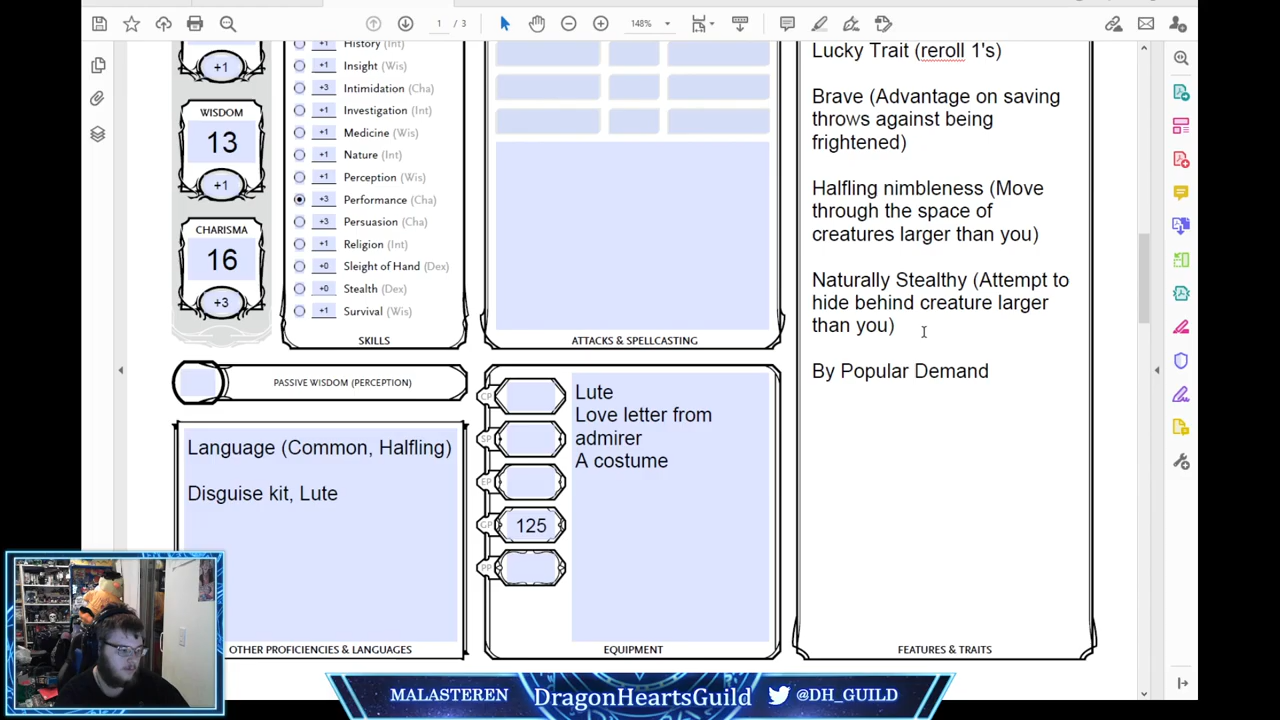 1 / 3
148%
+1
WISDOM
13
+1
CHARISMA
16
+3
History (Int)
+1 Insight (Wis)
+3 Intimidation (Cha)
+1 Investigation (Int)
+1 Medicine (Wis)
+1 Nature (Int)
+1 Perception (Wis)
+3 Performance (Cha)
+3 Persuasion (Cha)
+1 Religion (Int)
+0 Sleight of Hand (Dex)
+0 Stealth (Dex)
+1 Survival (Wis)
SKILLS
PASSIVE WISDOM (PERCEPTION)
Language (Common, Halfling)
Disguise kit, Lute
OTHER PROFICIENCIES & LANGUAGES
ATTACKS & SPELLCASTING
CP
SP
EP
GP
125
PP
Lute
Love letter from
admirer
A costume
EQUIPMENT
Lucky Trait (reroll 1's)
Brave (Advantage on saving
throws against being
frightened)
Halfling nimbleness (Move
through the space of
creatures larger than you)
Naturally Stealthy (Attempt to
hide behind creature larger
than you)
By Popular Demand
FEATURES & TRAITS
MALASTEREN DragonHeartsGuild @DH_GUILD